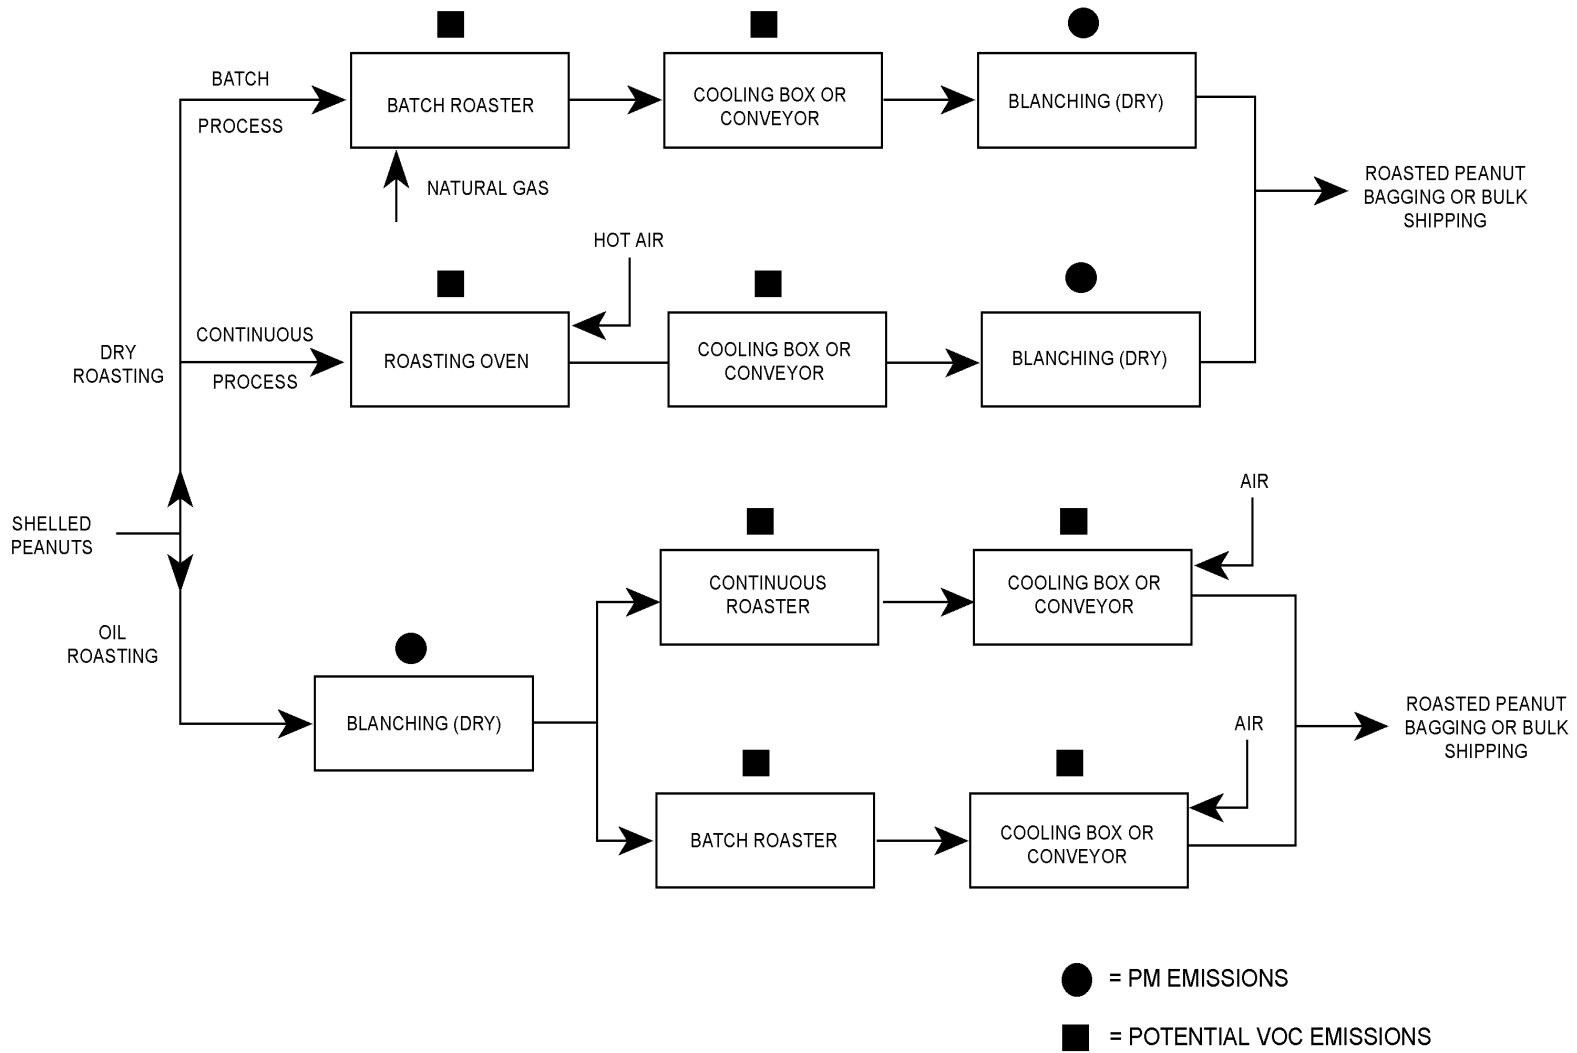 BATCH
PROCESS
BATCH ROASTER
COOLING BOX OR
CONVEYOR
BLANCHING (DRY)
NATURAL GAS
ROASTED PEANUT
BAGGING OR BULK
SHIPPING
HOT AIR
DRY
ROASTING
CONTINUOUS
PROCESS
ROASTING OVEN
COOLING BOX OR
CONVEYOR
BLANCHING (DRY)
SHELLED
PEANUTS
AIR
CONTINUOUS
ROASTER
COOLING BOX OR
CONVEYOR
OIL
ROASTING
BLANCHING (DRY)
AIR
BATCH ROASTER
COOLING BOX OR
CONVEYOR
ROASTED PEANUT
BAGGING OR BULK
SHIPPING
= PM EMISSIONS
= POTENTIAL VOC EMISSIONS